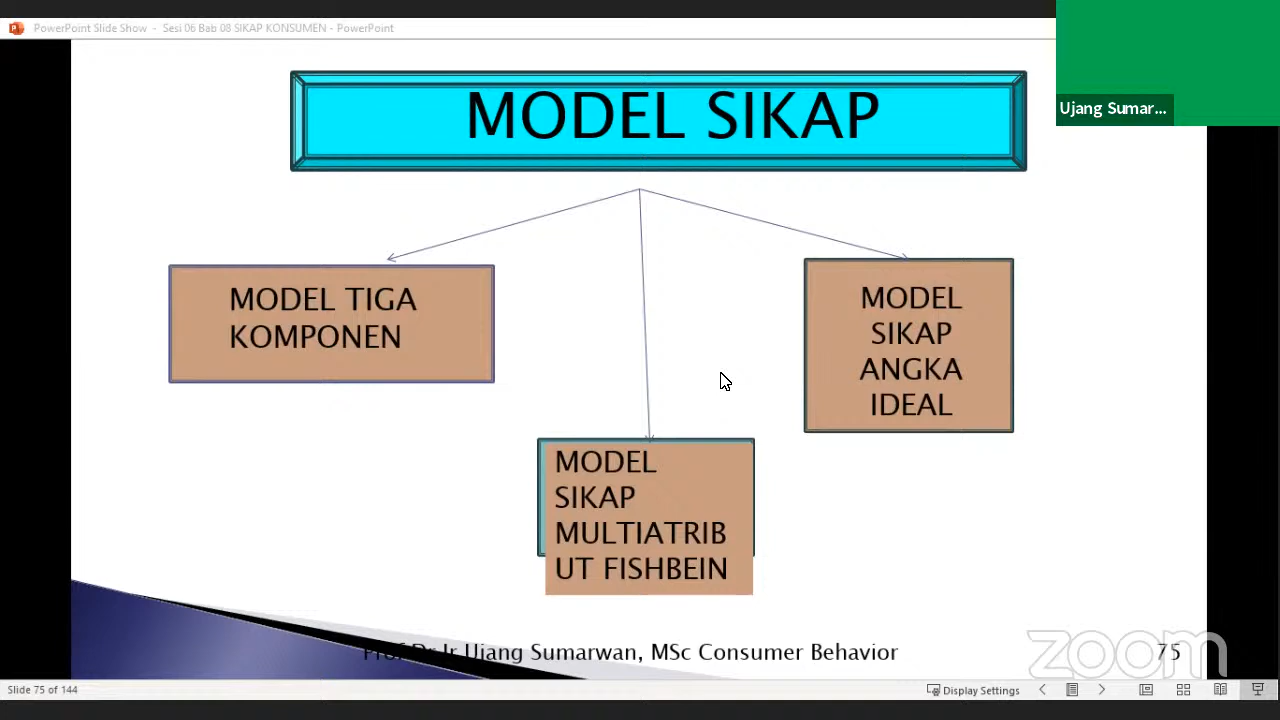 PowerPoint Slide Show - Sesi 06 Bab 08 SIKAP KONSUMEN - PowerPoint
Ujang Sumar...
MODEL SIKAP
MODEL TIGA
KOMPONEN
MODEL
SIKAP
ANGKA
IDEAL
MODEL
SIKAP
MULTIATRIB
UT FISHBEIN
Prof Dr Ir Ujang Sumarwan, MSc Consumer Behavior
75
zoom
Slide 75 of 144
Display Settings